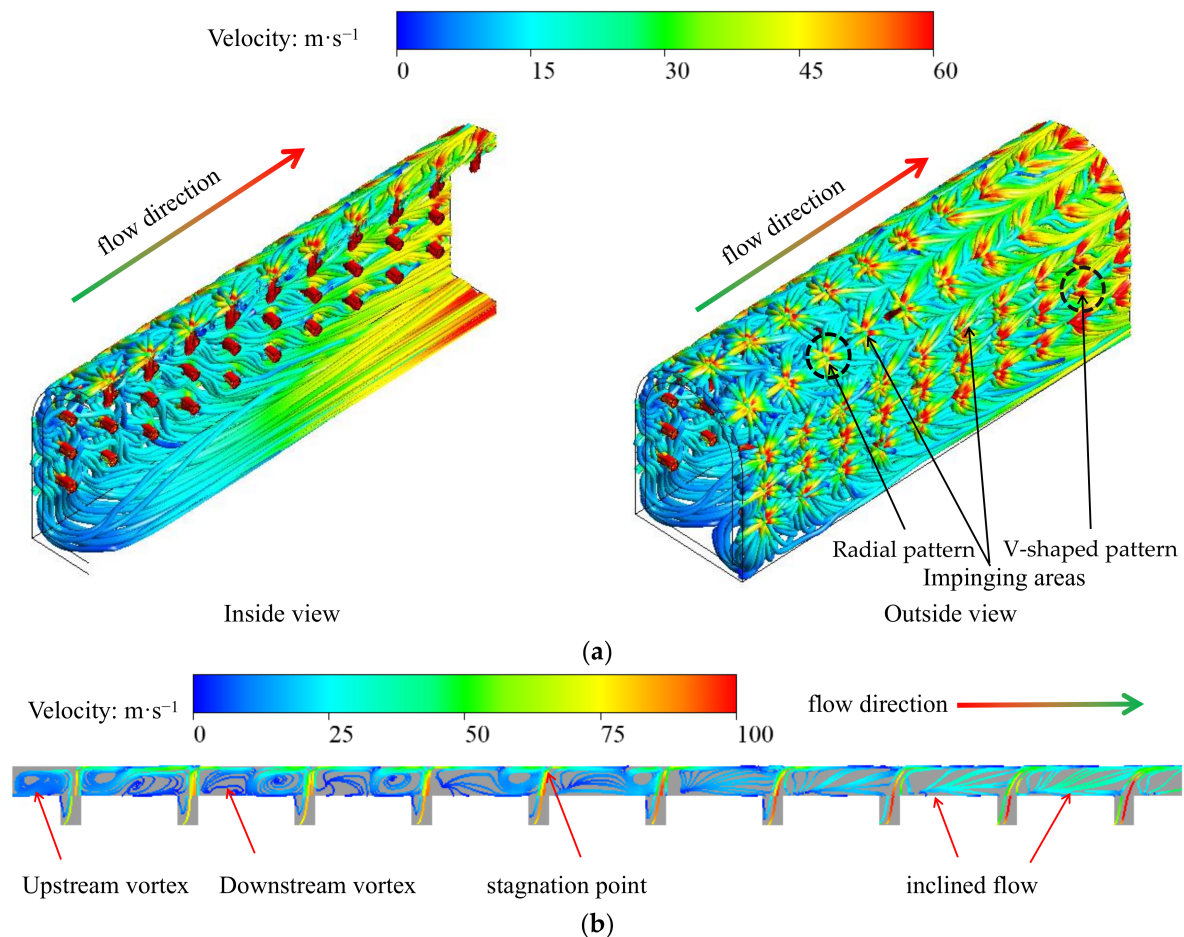 Velocity: m·s⁻¹
0 15 30 45 60
flow direction
flow direction
Radial pattern
V-shaped pattern
Impinging areas
Inside view
Outside view
(a)
Velocity: m·s⁻¹
0 25 50 75 100
flow direction
Upstream vortex
Downstream vortex
stagnation point
inclined flow
(b)